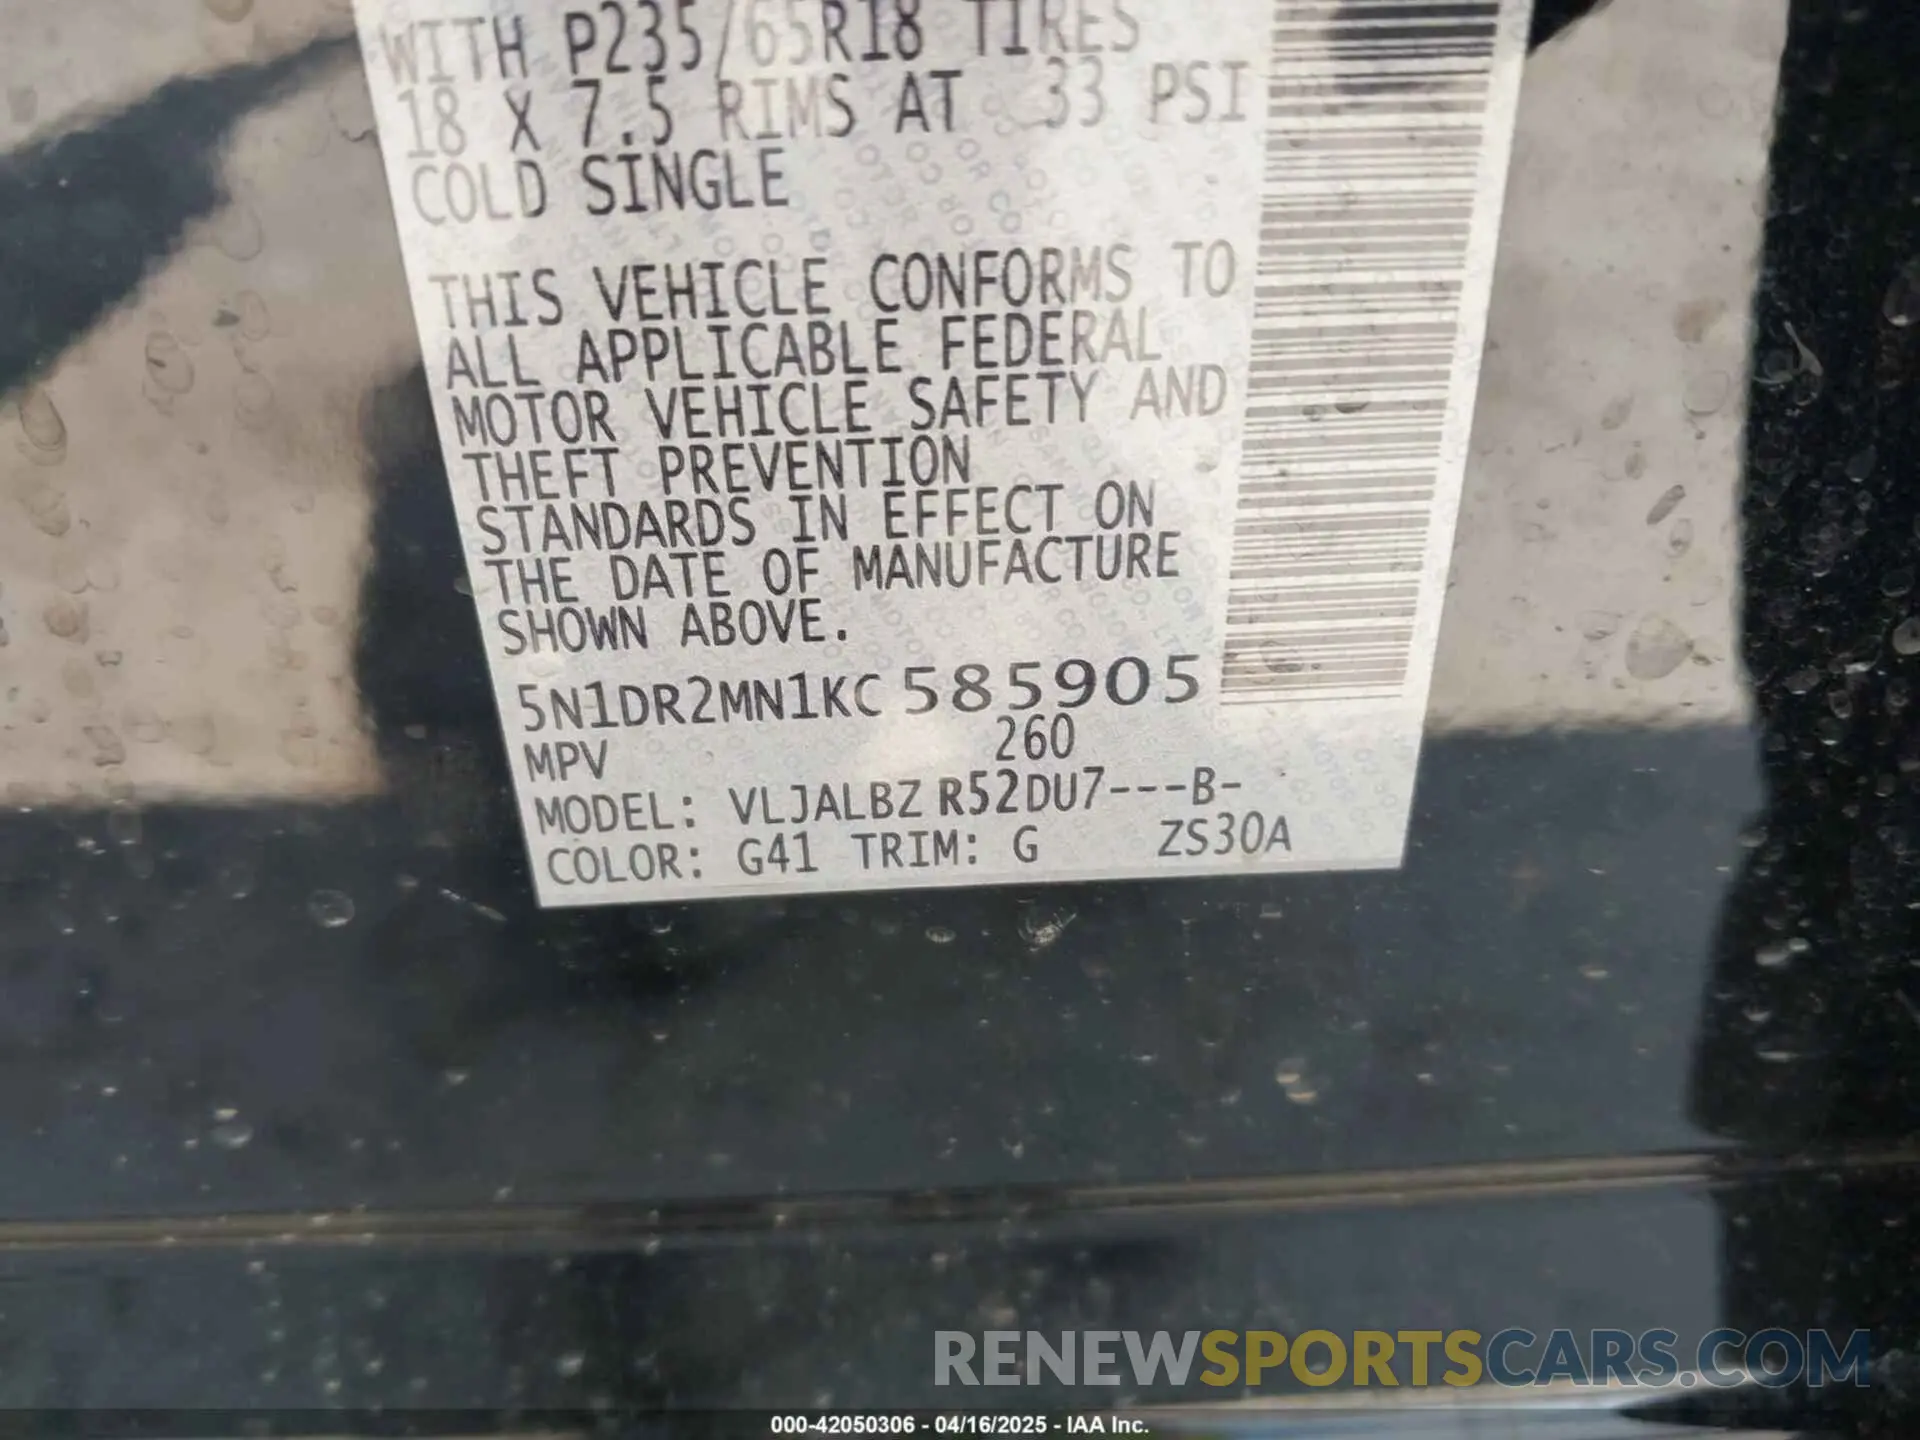 WITH P235/65R18 TIRES
18 X 7.5 RIMS AT 33 PSI
COLD SINGLE
THIS VEHICLE CONFORMS TO
ALL APPLICABLE FEDERAL
MOTOR VEHICLE SAFETY AND
THEFT PREVENTION
STANDARDS IN EFFECT ON
THE DATE OF MANUFACTURE
SHOWN ABOVE.
5N1DR2MN1KC 585905
MPV 260
MODEL: VLJALBZ R52DU7---B-
COLOR: G41 TRIM: G ZS30A
RENEWSPORTSCARS.COM
000-42050306 - 04/16/2025 - IAA Inc.